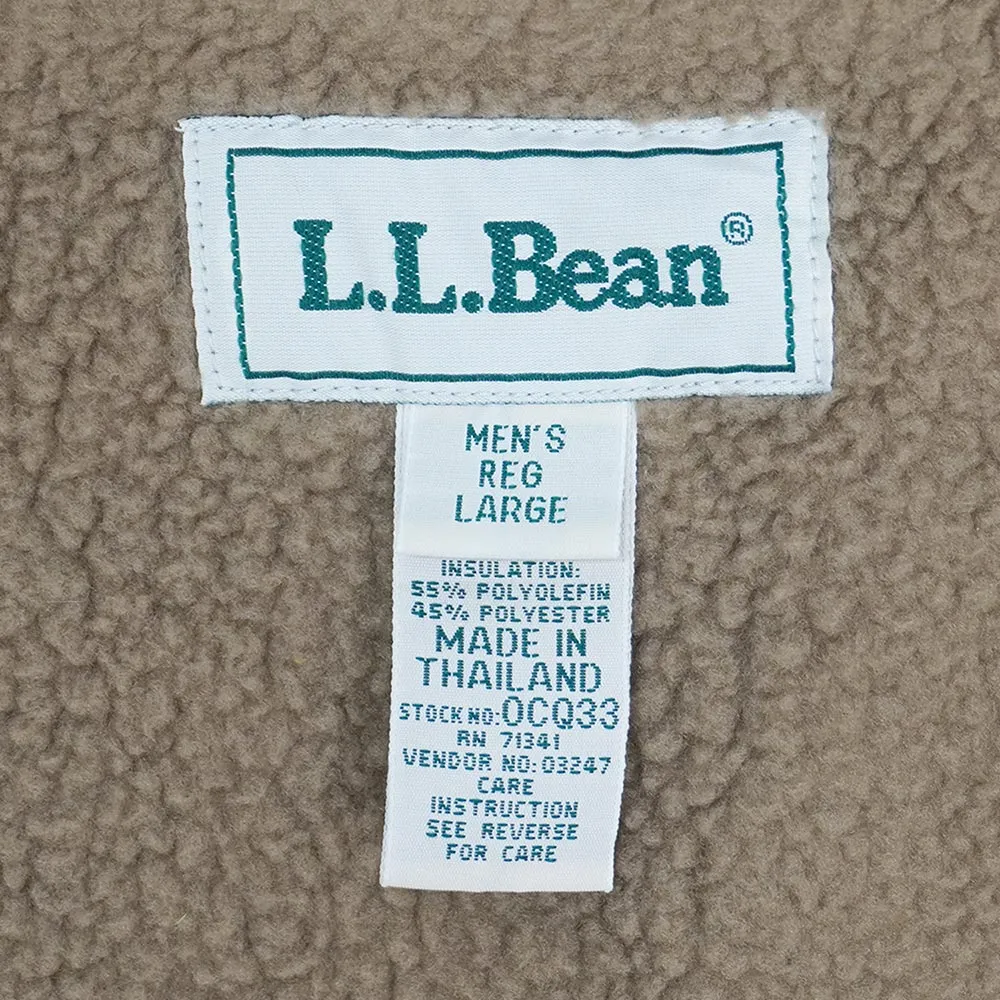 L.L.Bean®
MEN'S
REG
LARGE
INSULATION:
55% POLYOLEFIN
45% POLYESTER
MADE IN
THAILAND
STOCK NO:0CQ33
RN 71341
VENDOR NO:03247
CARE
INSTRUCTION
SEE REVERSE
FOR CARE